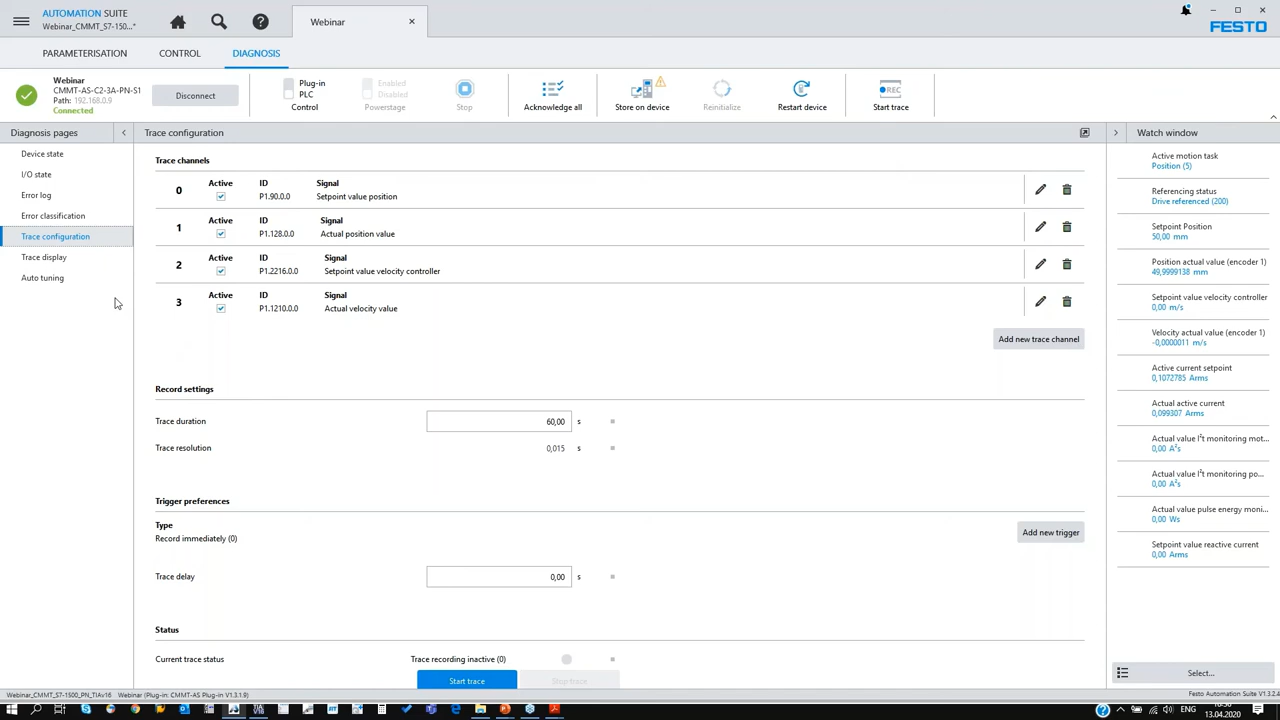 AUTOMATION SUITE
Webinar_CMMT_S7-150...*
Webinar
FESTO
PARAMETERISATION
CONTROL
DIAGNOSIS
Webinar
CMMT-AS-C2-3A-PN-S1
Path: 192.168.0.9
Connected
Disconnect
Plug-in
PLC
Control
Enabled
Disabled
Powerstage
Stop
Acknowledge all
Store on device
Reinitialize
Restart device
REC
Start trace
Diagnosis pages
Trace configuration
Watch window
Device state
I/O state
Error log
Error classification
Trace configuration
Trace display
Auto tuning
Trace channels
0
Active
ID
P1.90.0.0
Signal
Setpoint value position
1
Active
ID
P1.128.0.0
Signal
Actual position value
2
Active
ID
P1.2216.0.0
Signal
Setpoint value velocity controller
3
Active
ID
P1.1210.0.0
Signal
Actual velocity value
Add new trace channel
Record settings
Trace duration
60,00 s
Trace resolution
0,015 s
Trigger preferences
Type
Record immediately (0)
Add new trigger
Trace delay
0,00 s
Status
Current trace status
Trace recording inactive (0)
Start trace
Stop trace
Active motion task
Position (5)
Referencing status
Drive referenced (200)
Setpoint Position
50,00 mm
Position actual value (encoder 1)
49,9999138 mm
Setpoint value velocity controller
0,00 m/s
Velocity actual value (encoder 1)
-0,0000011 m/s
Active current setpoint
0,1072785 Arms
Actual active current
0,099307 Arms
Actual value I²t monitoring mot...
0,00 A²s
Actual value I²t monitoring po...
0,00 A²s
Actual value pulse energy moni...
0,00 Ws
Setpoint value reactive current
0,00 Arms
Select...
Webinar_CMMT_S7-1500_PN_TIAv16
Webinar (Plug-in: CMMT-AS Plug-in V1.3.1.9)
Festo Automation Suite V1.3.2.4
13.04.2020